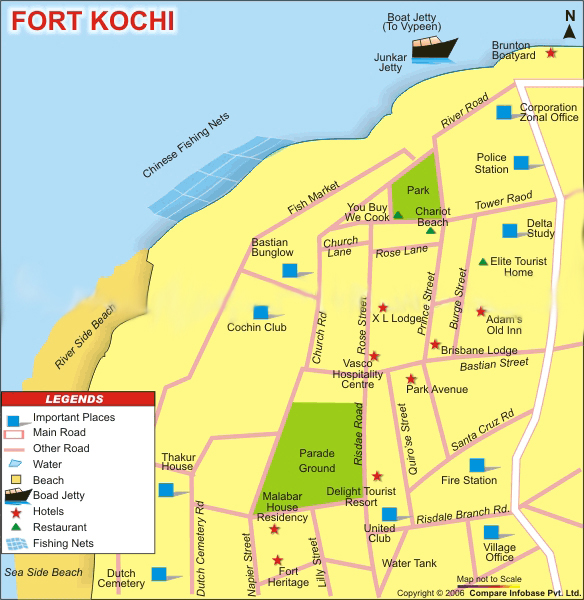 FORT KOCHI
Boat Jetty
(To Vypeen)
N
Junkar
Jetty
Brunton
Boatyard
River Road
Corporation
Zonal Office
Chinese Fishing Nets
Police
Station
Park
Fish Market
Tower Raod
You Buy
We Cook
Chariot
Beach
Delta
Study
Bastian
Bunglow
Church
Lane
Rose Lane
Elite Tourist
Home
River Side Beach
Cochin Club
Church Rd
Rose Street
X L Lodge
Prince Street
Burge Street
Adam's
Old Inn
Brisbane Lodge
Vasco
Hospitality
Centre
Bastian Street
Park Avenue
LEGENDS
Important Places
Main Road
Other Road
Water
Beach
Boad Jetty
Hotels
Restaurant
Fishing Nets
Risdae Road
Quiro'se Street
Santa Cruz Rd
Parade
Ground
Thakur
House
Fire Station
Malabar
House
Residency
Delight Tourist
Resort
Risdale Branch Rd.
United
Club
Village
Office
Dutch Cemetery Rd
Napier Street
Lily Street
Water Tank
Fort
Heritage
Sea Side Beach
Dutch
Cemetery
Map not to Scale
Copyright © 2006 Compare Infobase Pvt. Ltd.